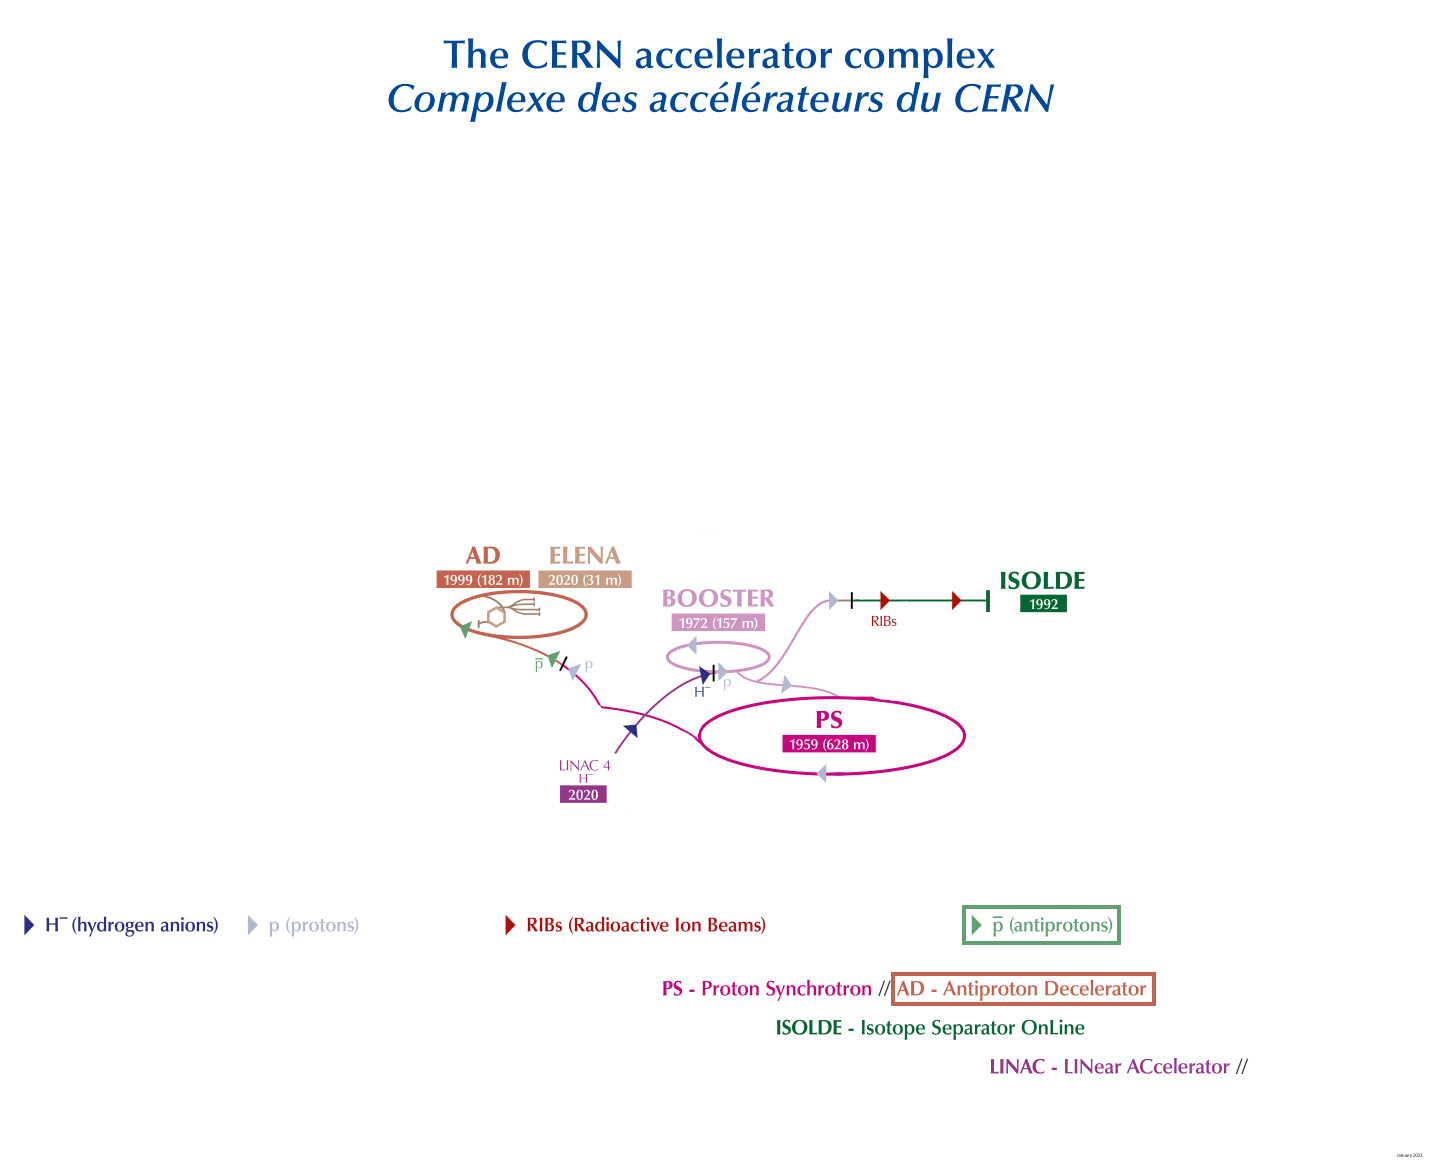 The CERN accelerator complex
Complexe des accélérateurs du CERN
AD
1999 (182 m)
ELENA
2020 (31 m)
BOOSTER
1972 (157 m)
ISOLDE
1992
RIBs
p̅
p
H⁻
p
PS
1959 (628 m)
LINAC 4
H⁻
2020
H⁻ (hydrogen anions)
p (protons)
RIBs (Radioactive Ion Beams)
p̅ (antiprotons)
PS - Proton Synchrotron // AD - Antiproton Decelerator
ISOLDE - Isotope Separator OnLine
LINAC - LINear ACcelerator //
January 2022